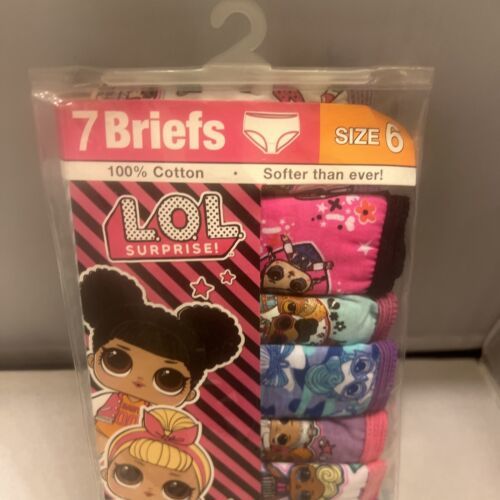 7 Briefs
SIZE 6
100% Cotton • Softer than ever!
L.O.L.
SURPRISE!